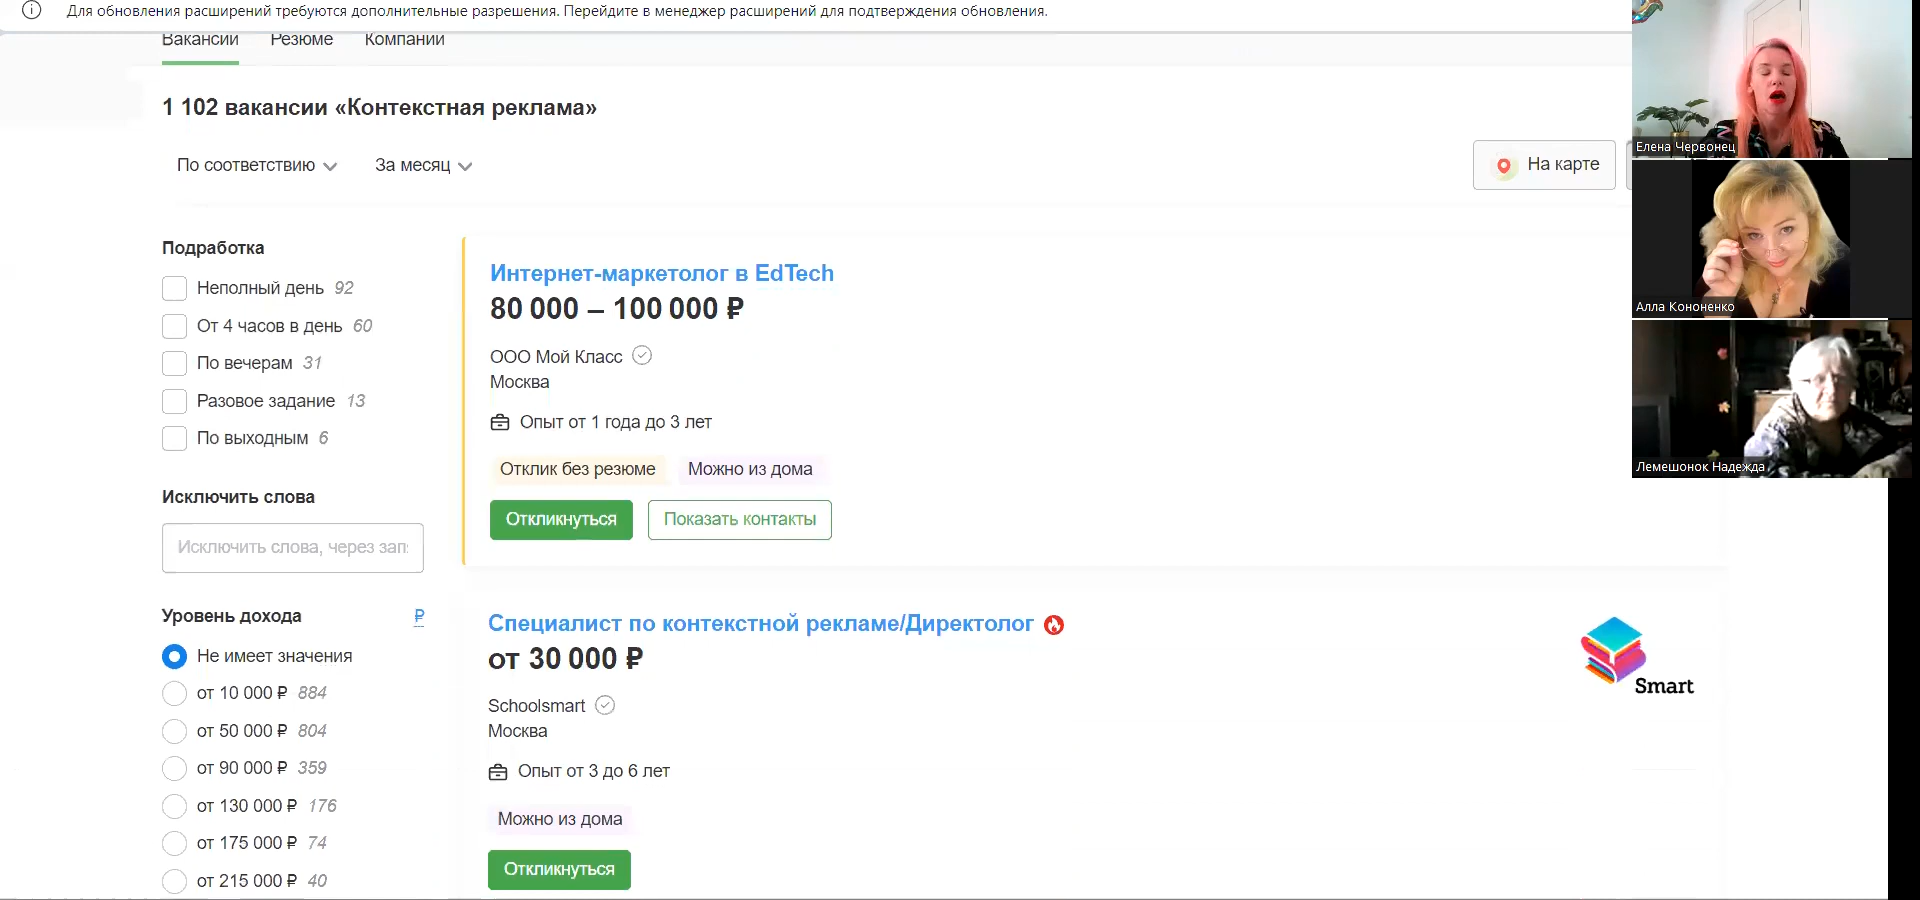 Для обновления расширений требуются дополнительные разрешения. Перейдите в менеджер расширений для подтверждения обновления.
Вакансии Резюме Компании
1 102 вакансии «Контекстная реклама»
По соответствию За месяц
На карте
Подработка
Неполный день 92
От 4 часов в день 60
По вечерам 31
Разовое задание 13
По выходным 6
Исключить слова
Исключить слова, через зап
Уровень дохода ₽
Не имеет значения
от 10 000 ₽ 884
от 50 000 ₽ 804
от 90 000 ₽ 359
от 130 000 ₽ 176
от 175 000 ₽ 74
от 215 000 ₽ 40
Интернет-маркетолог в EdTech
80 000 – 100 000 ₽
ООО Мой Класс
Москва
Опыт от 1 года до 3 лет
Отклик без резюме Можно из дома
Откликнуться Показать контакты
Специалист по контекстной рекламе/Директолог
от 30 000 ₽
Schoolsmart
Москва
Опыт от 3 до 6 лет
Можно из дома
Откликнуться
Smart
Елена Червонец
Алла Кононенко
Лемешонок Надежда